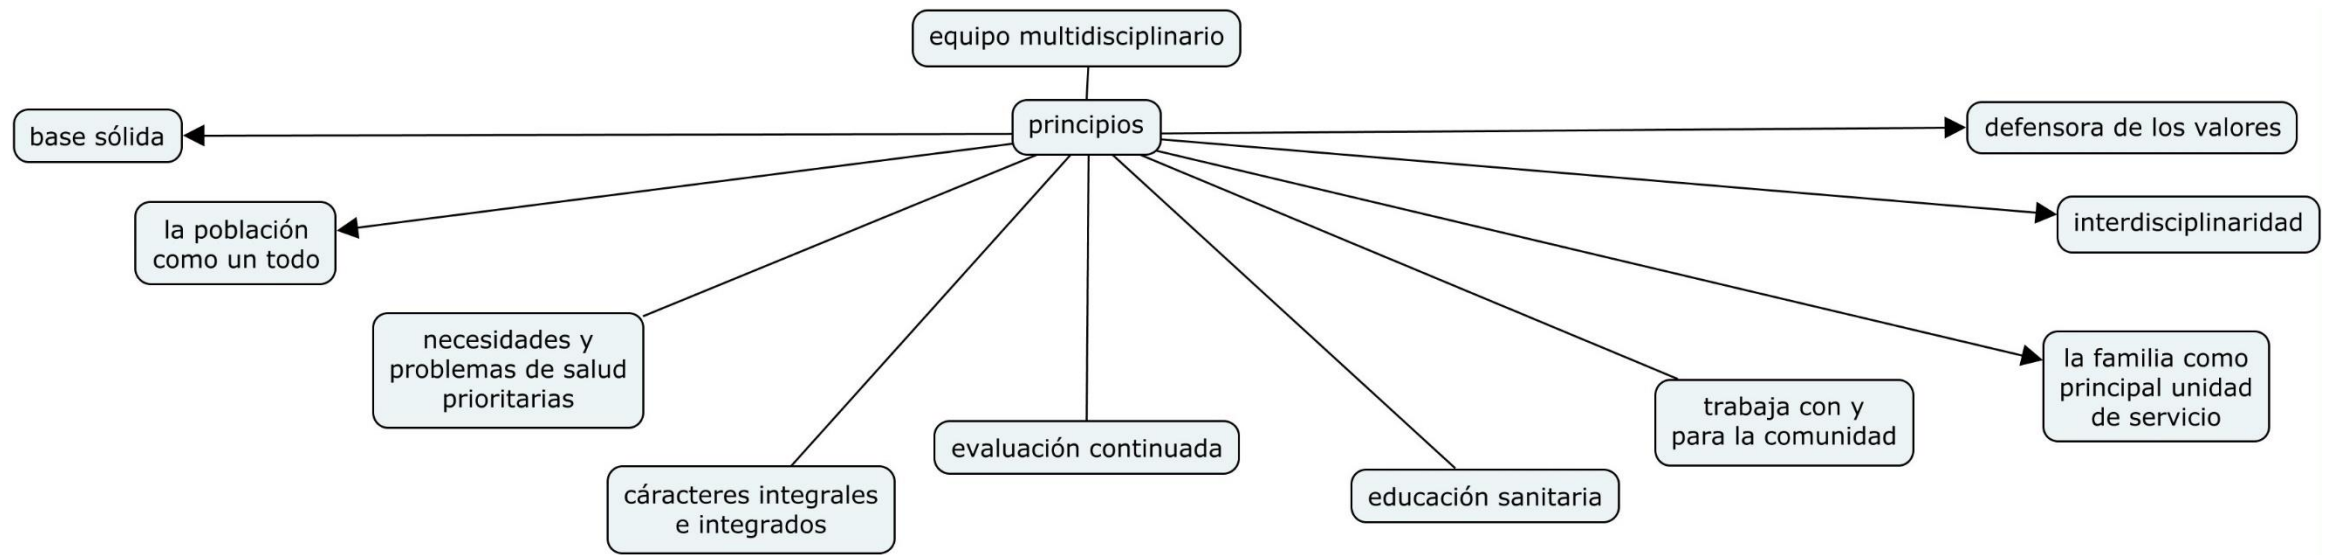 equipo multidisciplinario
principios
base sólida
defensora de los valores
la población
como un todo
interdisciplinaridad
necesidades y
problemas de salud
prioritarias
la familia como
principal unidad
de servicio
trabaja con y
para la comunidad
evaluación continuada
cáracteres integrales
e integrados
educación sanitaria